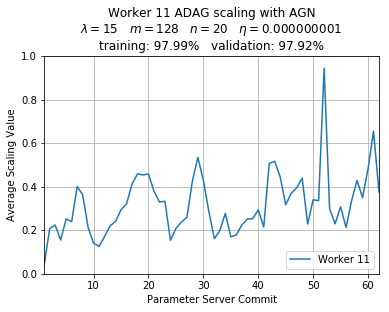 Worker 11 ADAG scaling with AGN
λ = 15 m = 128 n = 20 η = 0.000000001
training: 97.99% validation: 97.92%
1.0
0.8
0.6
0.4
0.2
0.0
Average Scaling Value
Worker 11
10 20 30 40 50 60
Parameter Server Commit